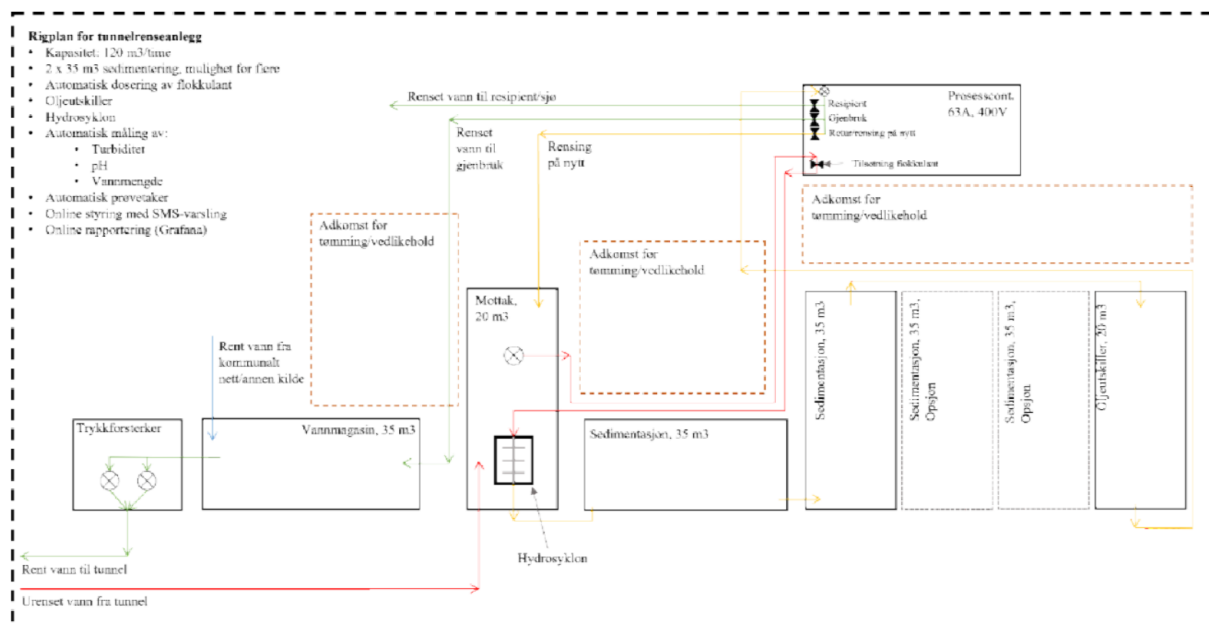 Rigplan for tunnelrenseanlegg
• Kapasitet: 120 m3/time
• 2 x 35 m3 sedimentering, mulighet for flere
• Automatisk dosering av flokkulant
• Oljeutskiller
• Hydrosyklon
• Automatisk måling av:
• Turbiditet
• pH
• Vannmengde
• Automatisk prøvetaker
• Online styring med SMS-varsling
• Online rapportering (Grafana)
Renset vann til resipient/sjø
Renset
vann til
gjenbruk
Rensing
på nytt
Prosesscont.
63A, 400V
Resipient
Gjenbruk
Retur/rensing på nytt
Tilsetning flokkulant
Adkomst for
tømming/vedlikehold
Adkomst for
tømming/vedlikehold
Adkomst for
tømming/vedlikehold
Mottak,
20 m3
Rent vann fra
kommunalt
nett/annen kilde
Trykkforsterker
Vannmagasin, 35 m3
Sedimentasjon, 35 m3
Sedimentasjon, 35 m3
Sedimentasjon, 35 m3,
Opsjon
Sedimentasjon, 35 m3,
Opsjon
Oljeutskiller, 20 m3
Hydrosyklon
Rent vann til tunnel
Urenset vann fra tunnel